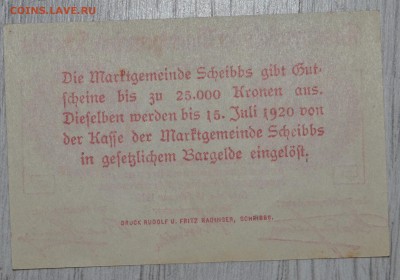 COINS.LAVE.RU
Die Marktgemeinde Scheibbs gibt Gut-
scheine bis zu 25.000 Kronen aus.
Dieselben werden bis 15. Juli 1920 von
der Kasse der Marktgemeinde Scheibbs
in gesetzlichem Bargelde eingelöst.
DRUCK RUDOLF U. FRITZ RADINGER, SCHEIBBS.